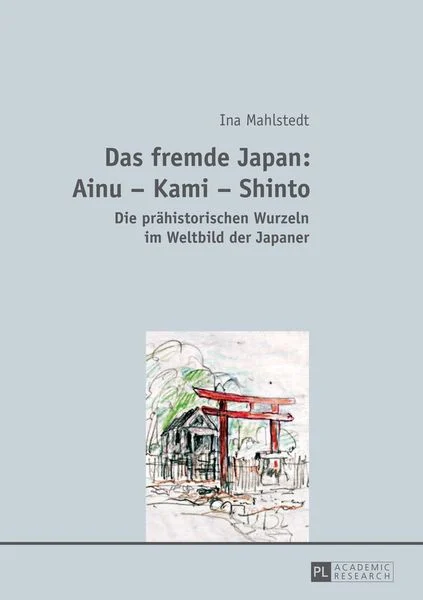 Ina Mahlstedt
Das fremde Japan:
Ainu – Kami – Shinto
Die prähistorischen Wurzeln
im Weltbild der Japaner
PL ACADEMIC
RESEARCH